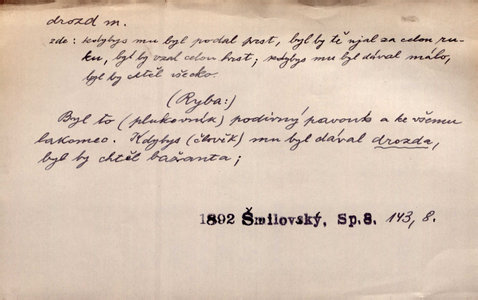 drozd m.
zde: kdybys mu byl podal prst, byl by tě ujal za celou ru-
ku, byl by vzal celou hrst; kdybys mu byl dával málo,
byl by chtěl všecko.
(Ryba:)
Byl to (plukovník) podivný pavouk a ke všemu
lakomec. Kdybys (člověk) mu byl dával drozda,
byl by chtěl bažanta;
1892 Šmilovský, Sp.8. 143, 8.